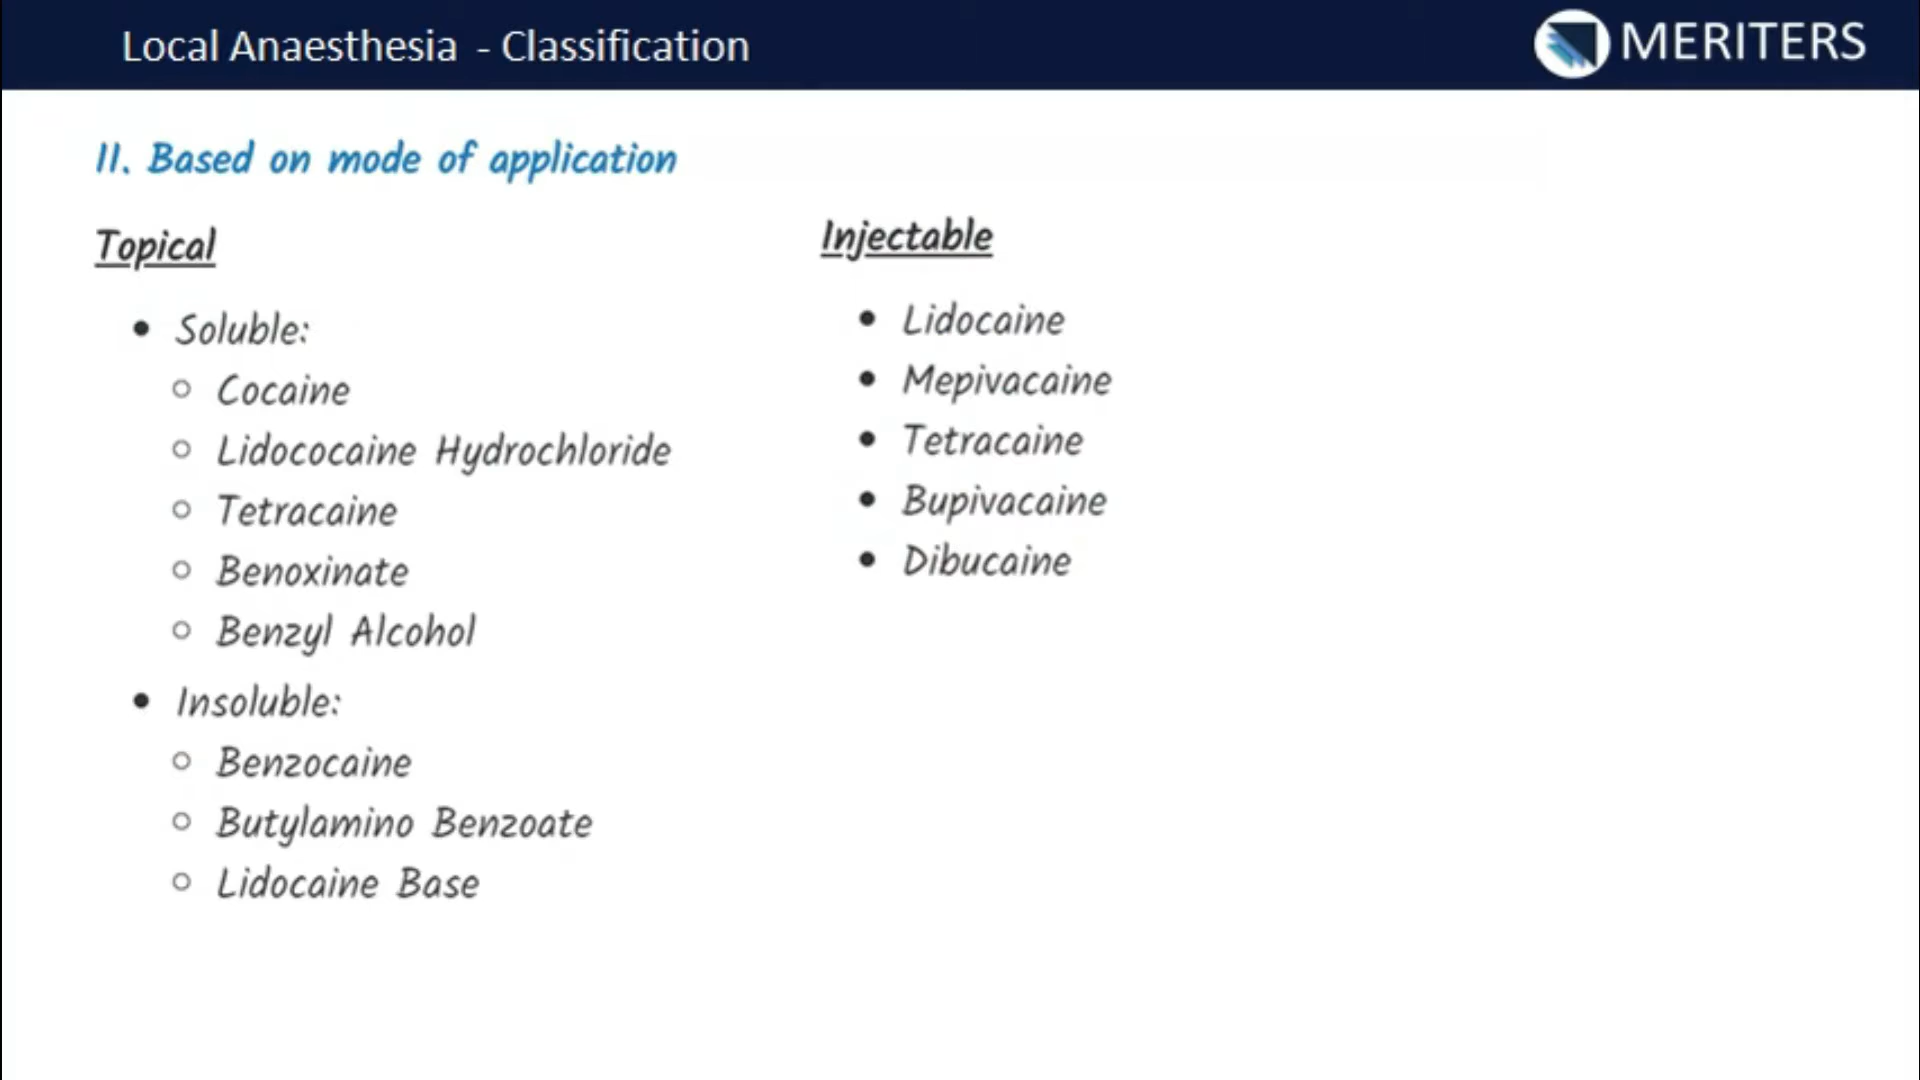 Local Anaesthesia - Classification
MERITERS
II. Based on mode of application
Topical
Soluble:
Cocaine
Lidococaine Hydrochloride
Tetracaine
Benoxinate
Benzyl Alcohol
Insoluble:
Benzocaine
Butylamino Benzoate
Lidocaine Base
Injectable
Lidocaine
Mepivacaine
Tetracaine
Bupivacaine
Dibucaine